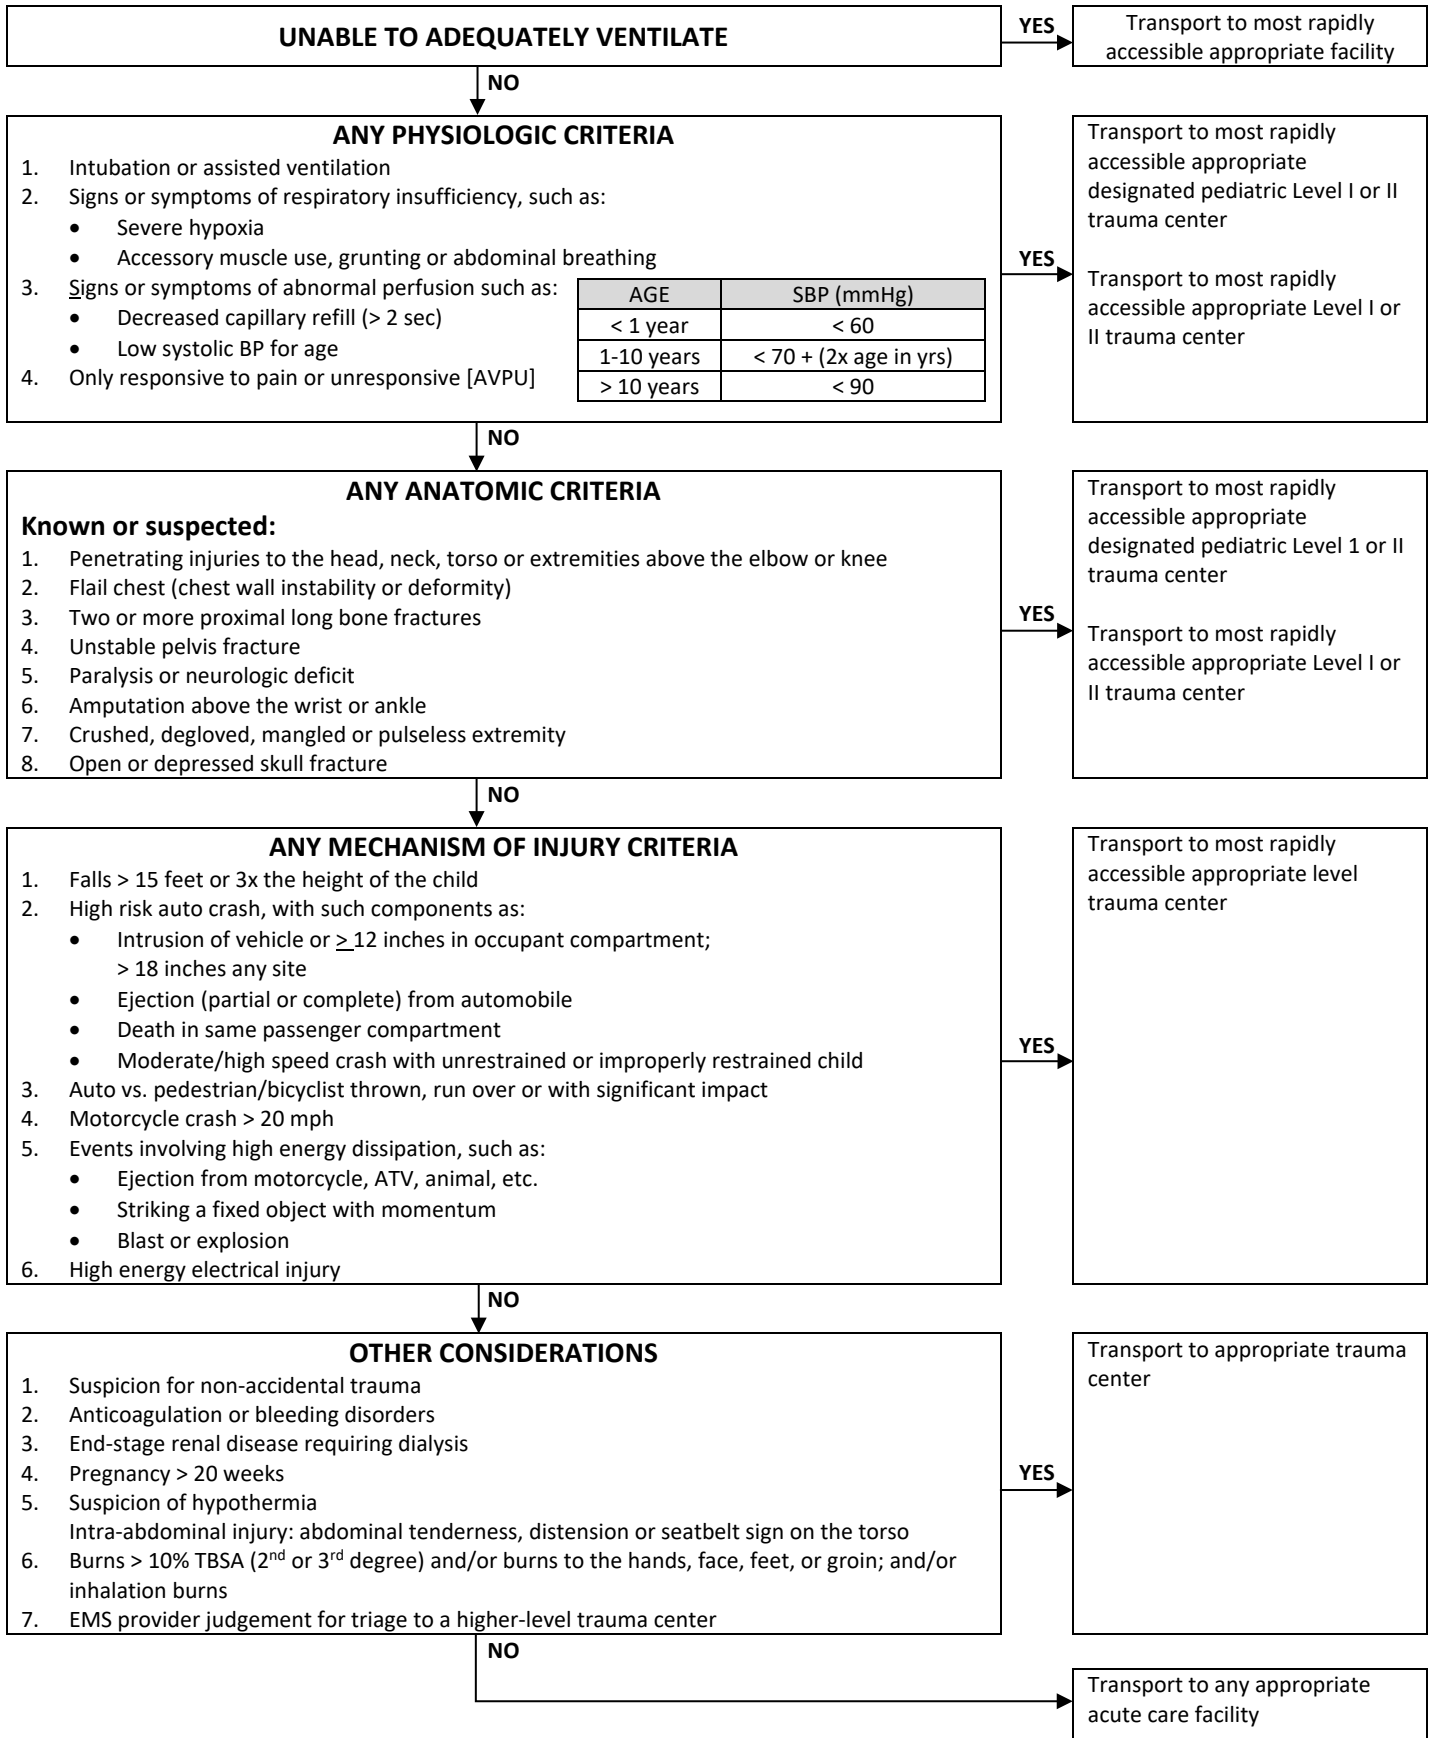 UNABLE TO ADEQUATELY VENTILATE
YES
Transport to most rapidly
accessible appropriate facility
NO
ANY PHYSIOLOGIC CRITERIA
1. Intubation or assisted ventilation
2. Signs or symptoms of respiratory insufficiency, such as:
• Severe hypoxia
• Accessory muscle use, grunting or abdominal breathing
3. Signs or symptoms of abnormal perfusion such as:
• Decreased capillary refill (> 2 sec)
• Low systolic BP for age
4. Only responsive to pain or unresponsive [AVPU]
AGE SBP (mmHg)
< 1 year < 60
1-10 years < 70 + (2x age in yrs)
> 10 years < 90
YES
Transport to most rapidly
accessible appropriate
designated pediatric Level I or II
trauma center
Transport to most rapidly
accessible appropriate Level I or
II trauma center
NO
ANY ANATOMIC CRITERIA
Known or suspected:
1. Penetrating injuries to the head, neck, torso or extremities above the elbow or knee
2. Flail chest (chest wall instability or deformity)
3. Two or more proximal long bone fractures
4. Unstable pelvis fracture
5. Paralysis or neurologic deficit
6. Amputation above the wrist or ankle
7. Crushed, degloved, mangled or pulseless extremity
8. Open or depressed skull fracture
YES
Transport to most rapidly
accessible appropriate
designated pediatric Level 1 or II
trauma center
Transport to most rapidly
accessible appropriate Level I or
II trauma center
NO
ANY MECHANISM OF INJURY CRITERIA
1. Falls > 15 feet or 3x the height of the child
2. High risk auto crash, with such components as:
• Intrusion of vehicle or > 12 inches in occupant compartment;
> 18 inches any site
• Ejection (partial or complete) from automobile
• Death in same passenger compartment
• Moderate/high speed crash with unrestrained or improperly restrained child
3. Auto vs. pedestrian/bicyclist thrown, run over or with significant impact
4. Motorcycle crash > 20 mph
5. Events involving high energy dissipation, such as:
• Ejection from motorcycle, ATV, animal, etc.
• Striking a fixed object with momentum
• Blast or explosion
6. High energy electrical injury
YES
Transport to most rapidly
accessible appropriate level
trauma center
NO
OTHER CONSIDERATIONS
1. Suspicion for non-accidental trauma
2. Anticoagulation or bleeding disorders
3. End-stage renal disease requiring dialysis
4. Pregnancy > 20 weeks
5. Suspicion of hypothermia
Intra-abdominal injury: abdominal tenderness, distension or seatbelt sign on the torso
6. Burns > 10% TBSA (2nd or 3rd degree) and/or burns to the hands, face, feet, or groin; and/or
inhalation burns
7. EMS provider judgement for triage to a higher-level trauma center
YES
Transport to appropriate trauma
center
NO
Transport to any appropriate
acute care facility